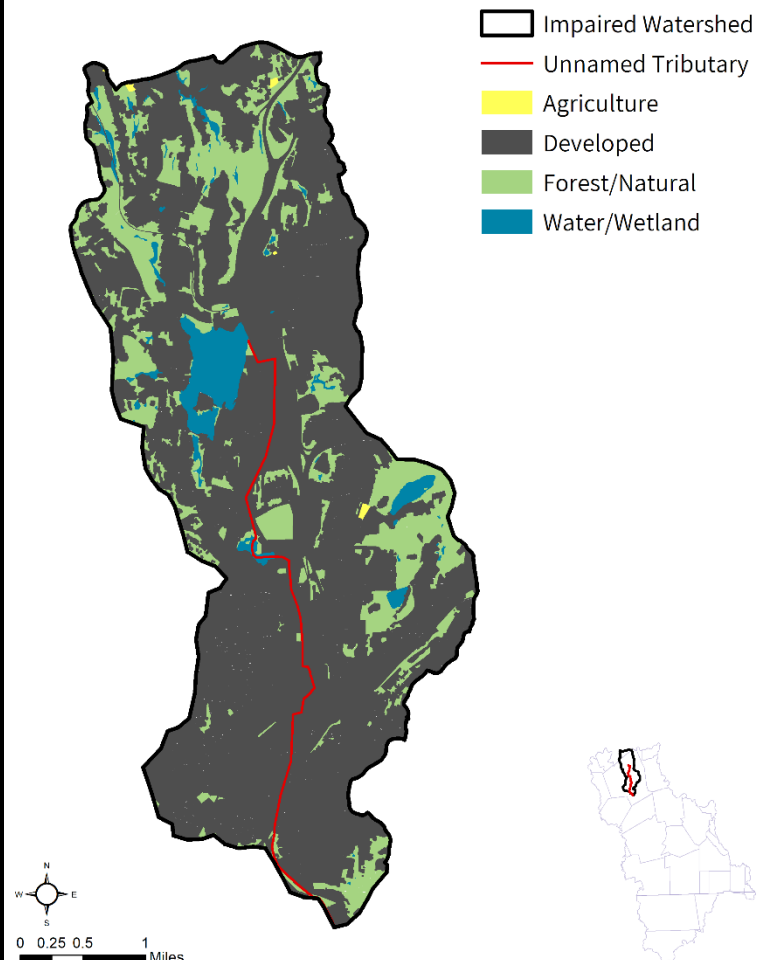 Impaired Watershed
Unnamed Tributary
Agriculture
Developed
Forest/Natural
Water/Wetland
N
W E
S
0 0.25 0.5 1
Miles